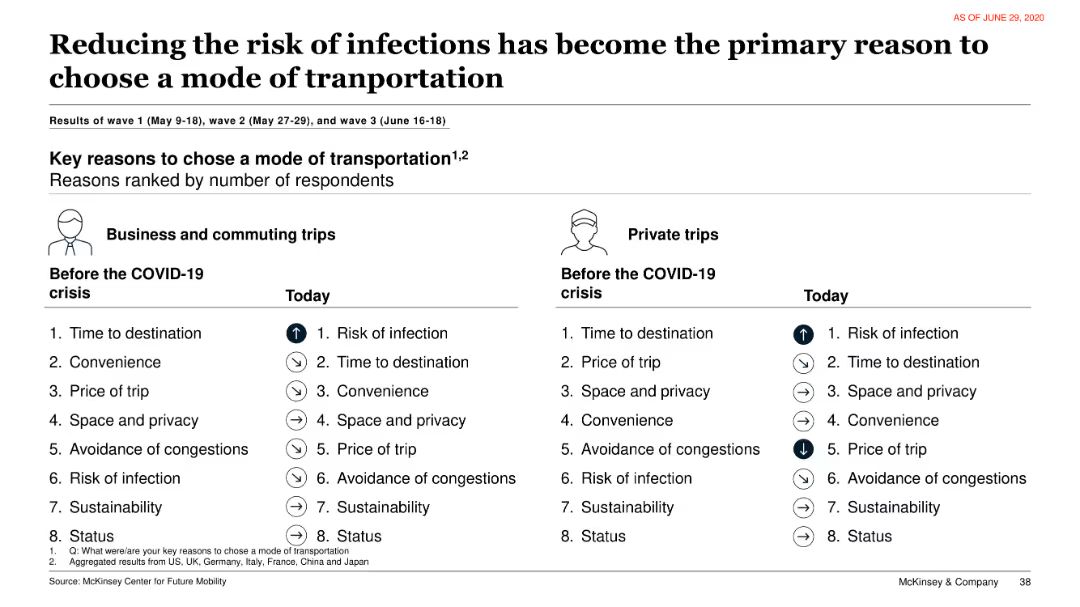 AS OF JUNE 29, 2020
Reducing the risk of infections has become the primary reason to
choose a mode of tranportation
Results of wave 1 (May 9-18), wave 2 (May 27-29), and wave 3 (June 16-18)
Key reasons to chose a mode of transportation1,2
Reasons ranked by number of respondents
Business and commuting trips
Before the COVID-19
crisis
Today
1. Time to destination
2. Convenience
3. Price of trip
4. Space and privacy
5. Avoidance of congestions
6. Risk of infection
7. Sustainability
8. Status
1. Risk of infection
2. Time to destination
3. Convenience
4. Space and privacy
5. Price of trip
6. Avoidance of congestions
7. Sustainability
8. Status
Private trips
Before the COVID-19
crisis
Today
1. Time to destination
2. Price of trip
3. Space and privacy
4. Convenience
5. Avoidance of congestions
6. Risk of infection
7. Sustainability
8. Status
1. Risk of infection
2. Time to destination
3. Space and privacy
4. Convenience
5. Price of trip
6. Avoidance of congestions
7. Sustainability
8. Status
1. Q: What were/are your key reasons to chose a mode of transportation
2. Aggregated results from US, UK, Germany, Italy, France, China and Japan
Source: McKinsey Center for Future Mobility
McKinsey & Company 38